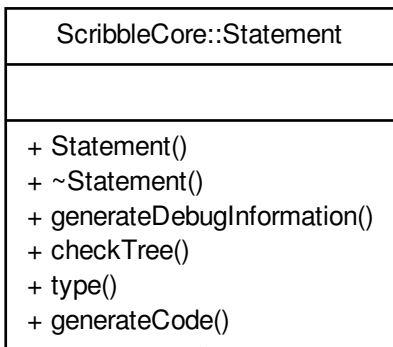 ScribbleCore::Statement
+ Statement()
+ ~Statement()
+ generateDebugInformation()
+ checkTree()
+ type()
+ generateCode()